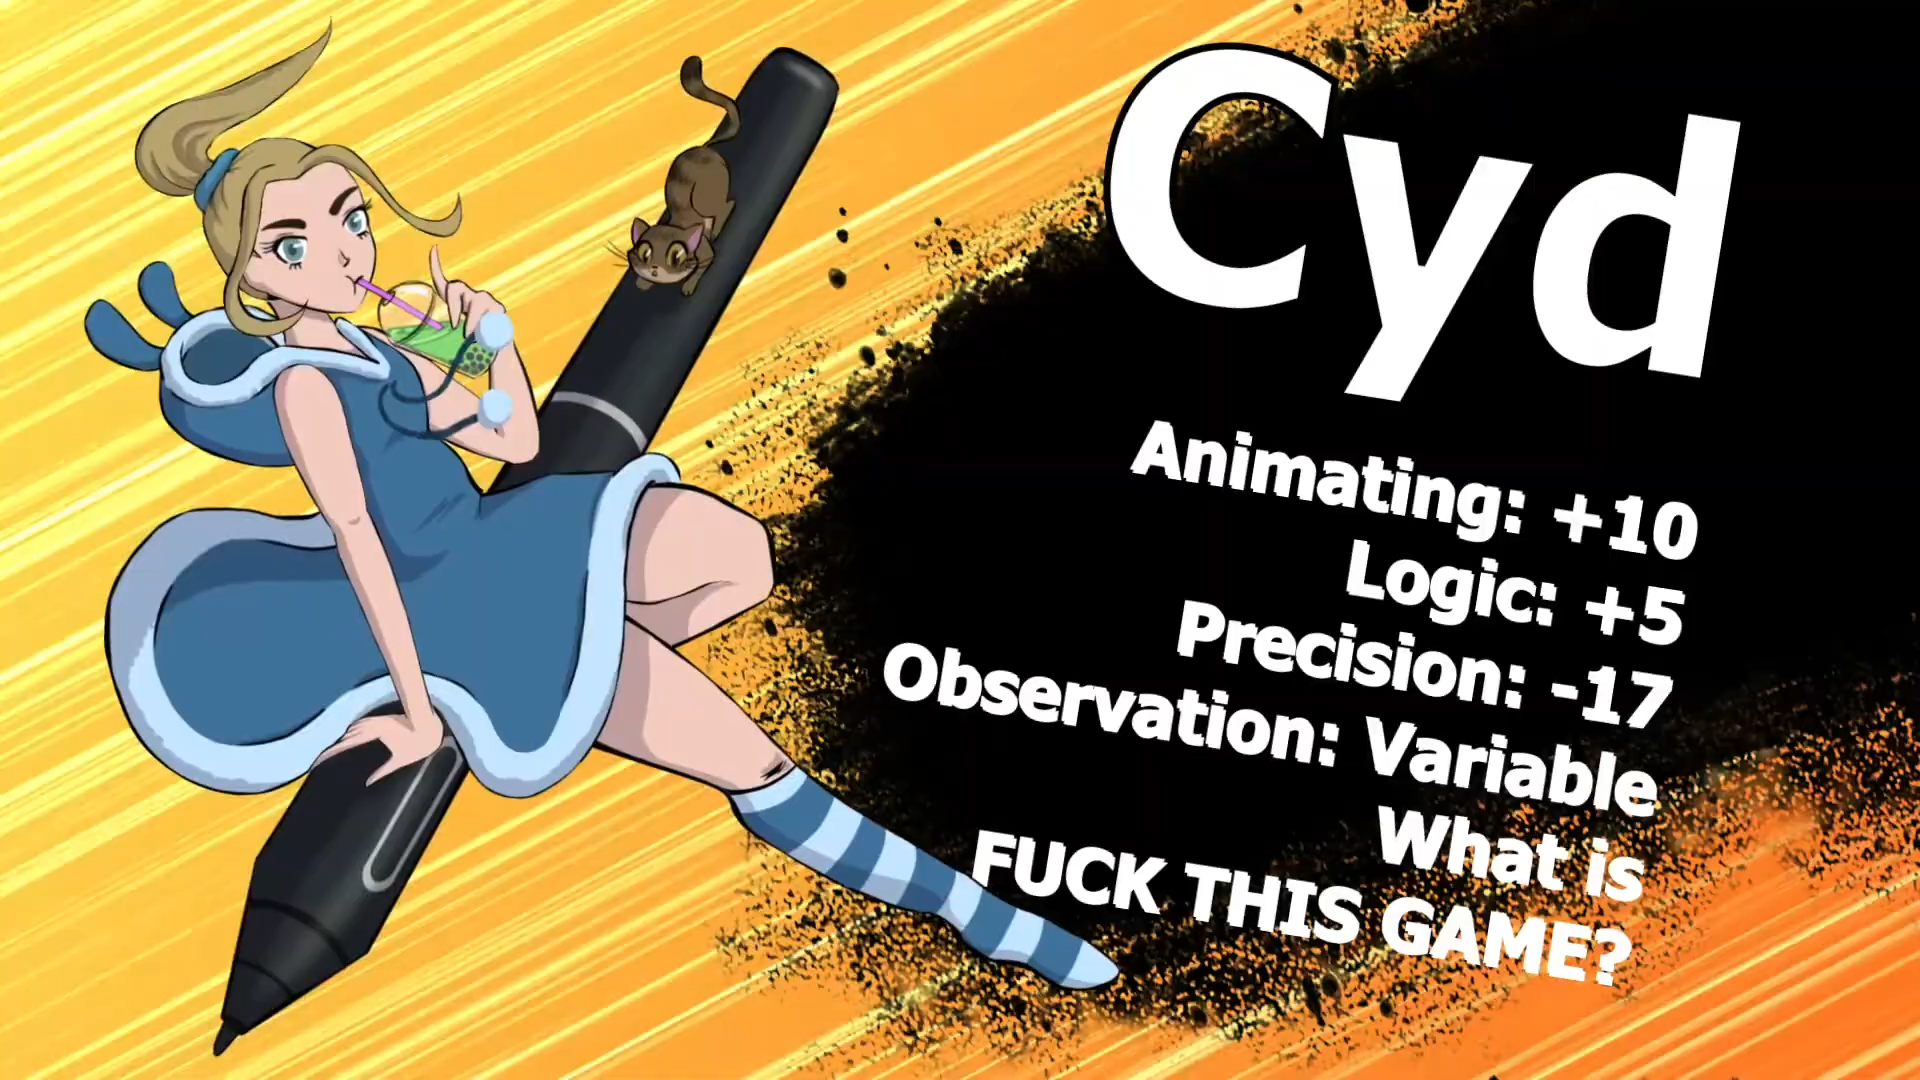 Cyd
Animating: +10
Logic: +5
Precision: -17
Observation: Variable
What is
FUCK THIS GAME?